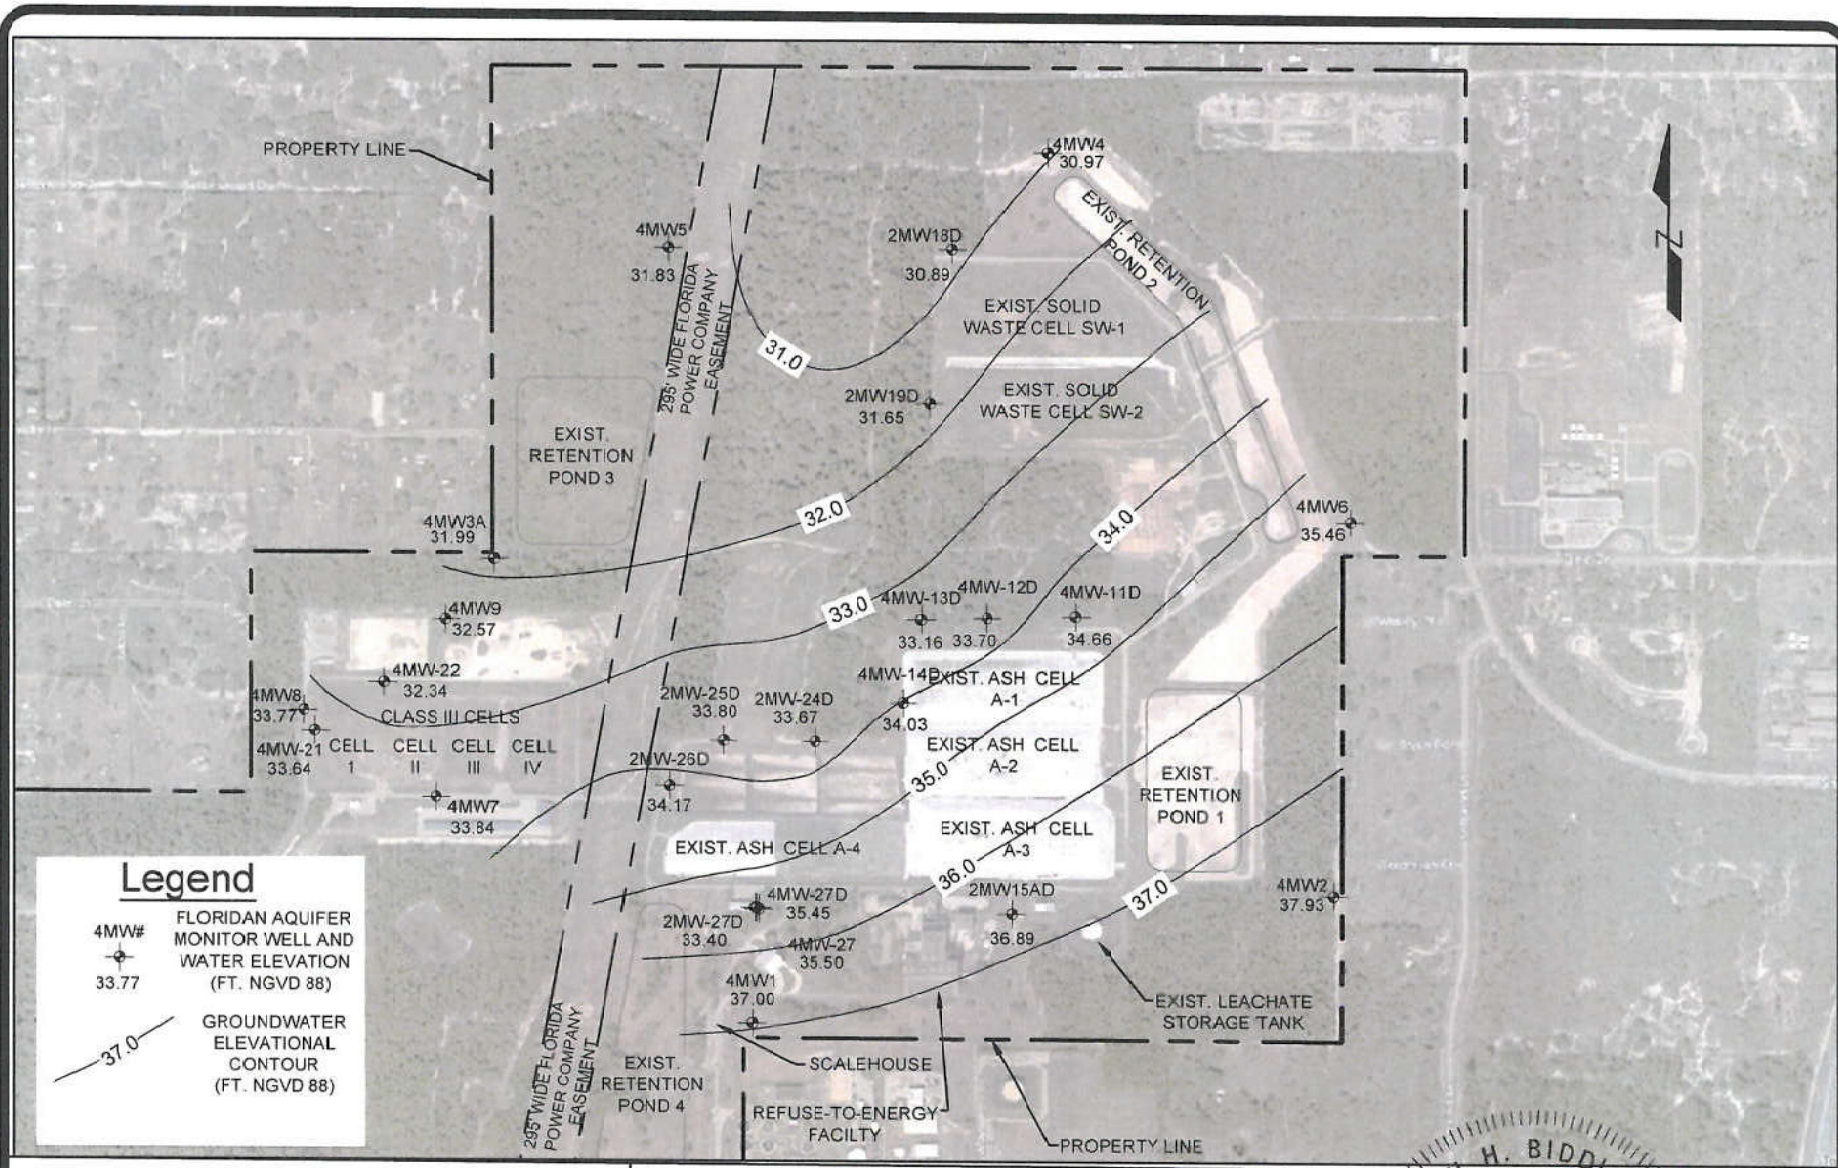 PROPERTY LINE
4MW4
30.97
EXIST. RETENTION
POND 2
4MW5
31.83
2MW18D
30.89
295' WIDE FLORIDA
POWER COMPANY
EASEMENT
EXIST. SOLID
WASTE CELL SW-1
31.0
EXIST. SOLID
WASTE CELL SW-2
2MW19D
31.65
EXIST.
RETENTION
POND 3
32.0
34.0
4MW6
35.46
4MW3A
31.99
4MW9
32.57
33.0
4MW-13D
33.16
4MW-12D
33.70
4MW-11D
34.66
4MW-22
32.34
4MW8
33.77
CLASS III CELLS
4MW-21
33.64
CELL
1
CELL
II
CELL
III
CELL
IV
4MW7
33.84
2MW-25D
33.80
2MW-24D
33.67
4MW-14D
34.03
EXIST. ASH CELL
A-1
2MW-26D
34.17
35.0
EXIST. ASH CELL
A-2
EXIST.
RETENTION
POND 1
EXIST. ASH CELL A-4
EXIST. ASH CELL
A-3
36.0
2MW15AD
36.89
37.0
4MW2
37.93
4MW-27D
35.45
2MW-27D
33.40
4MW-27
35.50
4MW1
37.00
EXIST. LEACHATE
STORAGE TANK
SCALEHOUSE
295' WIDE FLORIDA
POWER COMPANY
EASEMENT
EXIST.
RETENTION
POND 4
REFUSE-TO-ENERGY
FACILTY
PROPERTY LINE
N
Legend
4MW#
33.77
FLORIDAN AQUIFER
MONITOR WELL AND
WATER ELEVATION
(FT. NGVD 88)
37.0
GROUNDWATER
ELEVATIONAL
CONTOUR
(FT. NGVD 88)
H. BIDD